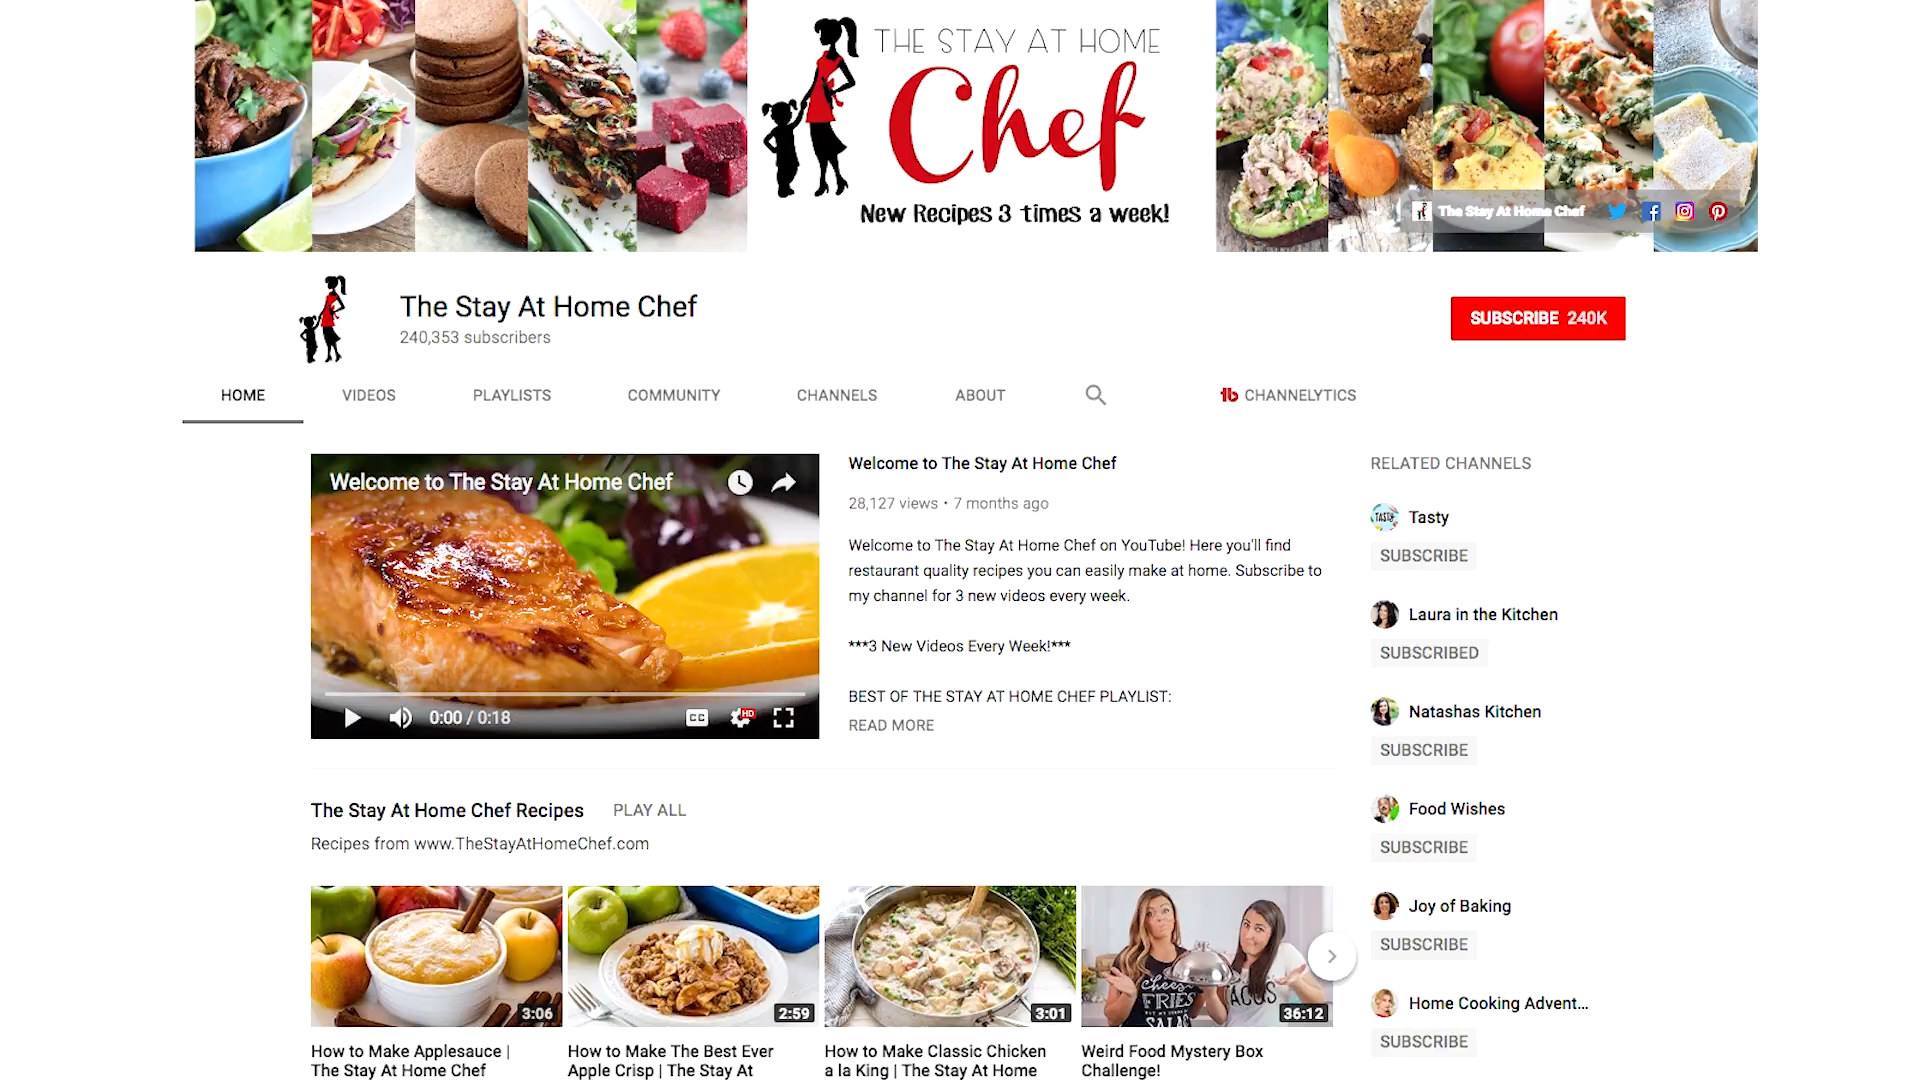 THE STAY AT HOME
Chef
New Recipes 3 times a week!
The Stay At Home Chef
The Stay At Home Chef
240,353 subscribers
SUBSCRIBE 240K
HOME VIDEOS PLAYLISTS COMMUNITY CHANNELS ABOUT CHANNELYTICS
Welcome to The Stay At Home Chef
0:00 / 0:18
CC
HD
Welcome to The Stay At Home Chef
28,127 views • 7 months ago
Welcome to The Stay At Home Chef on YouTube! Here you'll find
restaurant quality recipes you can easily make at home. Subscribe to
my channel for 3 new videos every week.
***3 New Videos Every Week!***
BEST OF THE STAY AT HOME CHEF PLAYLIST:
READ MORE
RELATED CHANNELS
TASTY
Tasty
SUBSCRIBE
Laura in the Kitchen
SUBSCRIBED
Natashas Kitchen
SUBSCRIBE
Food Wishes
SUBSCRIBE
Joy of Baking
SUBSCRIBE
Home Cooking Advent...
SUBSCRIBE
The Stay At Home Chef Recipes PLAY ALL
Recipes from www.TheStayAtHomeChef.com
3:06
How to Make Applesauce |
The Stay At Home Chef
2:59
How to Make The Best Ever
Apple Crisp | The Stay At
3:01
How to Make Classic Chicken
a la King | The Stay At Home
CHEESE
FRIES
SALAD
TACOS
36:12
Weird Food Mystery Box
Challenge!